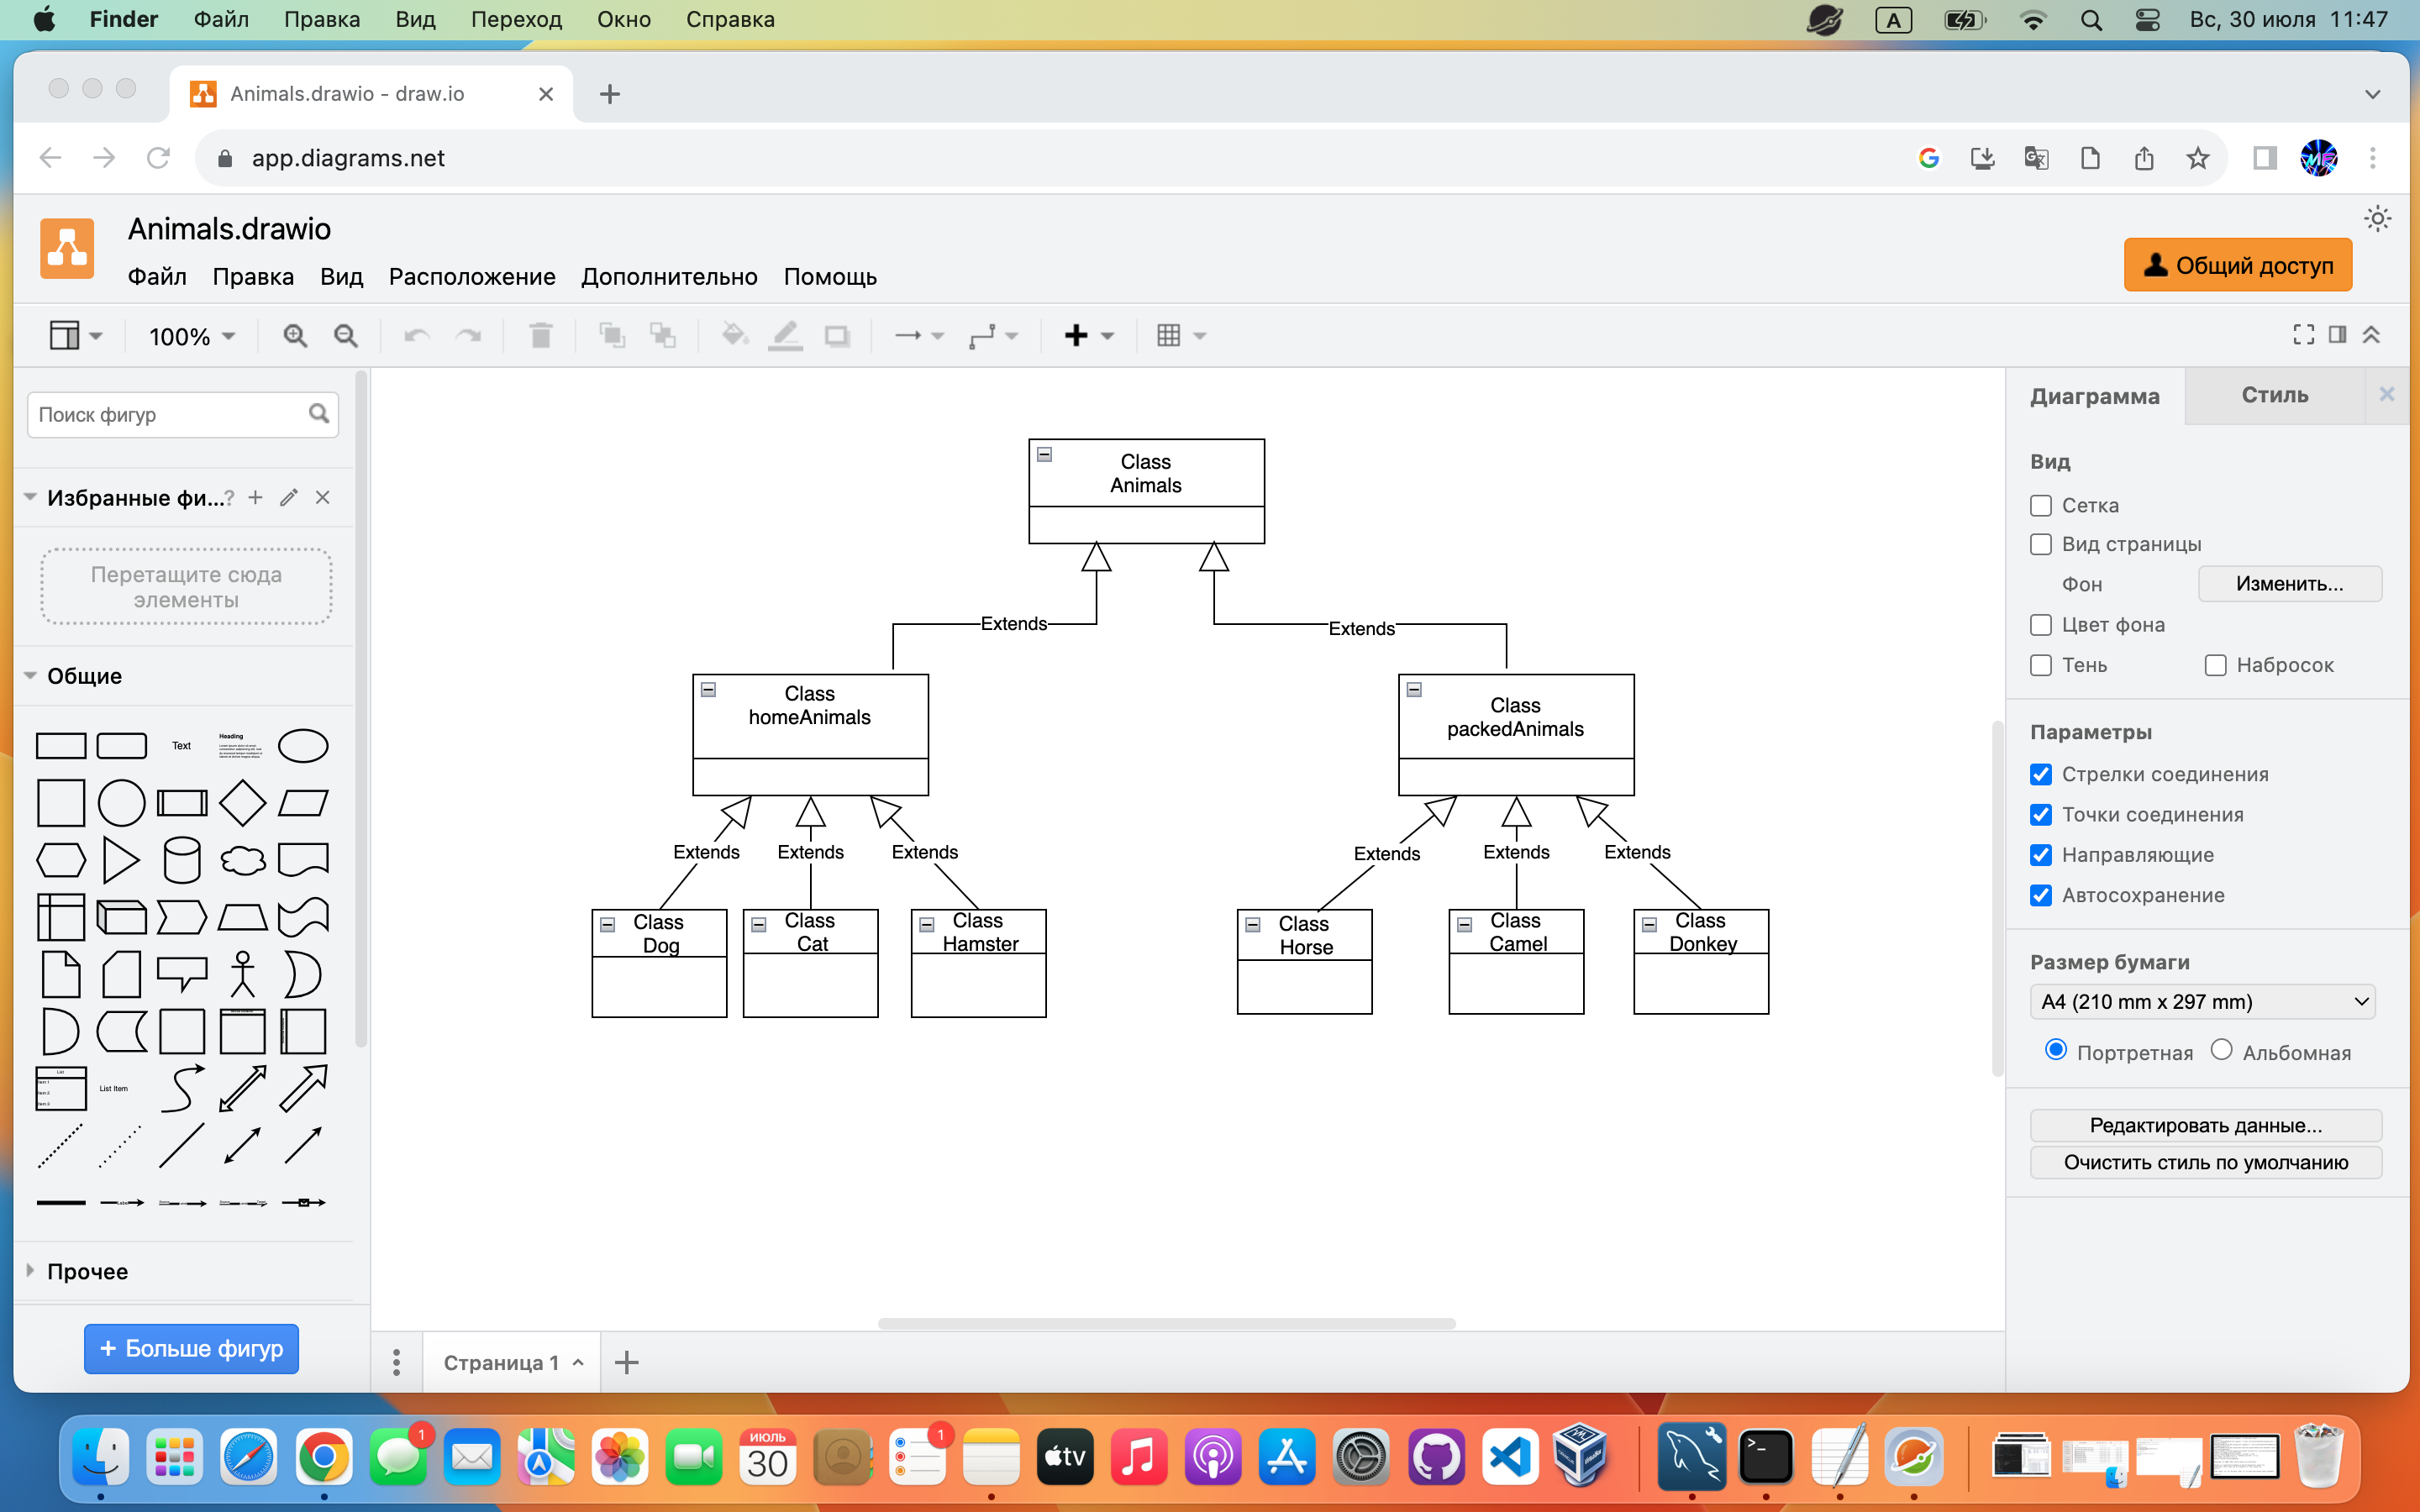 Finder Файл Правка Вид Переход Окно Справка
A
Вс, 30 июля 11:47
Animals.drawio - draw.io
app.diagrams.net
Animals.drawio
Файл Правка Вид Расположение Дополнительно Помощь
Общий доступ
100%
Поиск фигур
Избранные фи...?
Перетащите сюда
элементы
Общие
Text
Heading
List
List Item
Прочее
+ Больше фигур
Class
Animals
Extends
Extends
Class
homeAnimals
Class
packedAnimals
Extends
Extends
Extends
Extends
Extends
Extends
Class
Dog
Class
Cat
Class
Hamster
Class
Horse
Class
Camel
Class
Donkey
Страница 1
Диаграмма
Стиль
Вид
Сетка
Вид страницы
Фон
Изменить...
Цвет фона
Тень
Набросок
Параметры
Стрелки соединения
Точки соединения
Направляющие
Автосохранение
Размер бумаги
A4 (210 mm x 297 mm)
Портретная
Альбомная
Редактировать данные...
Очистить стиль по умолчанию
1
ИЮЛЬ
30
1
tv